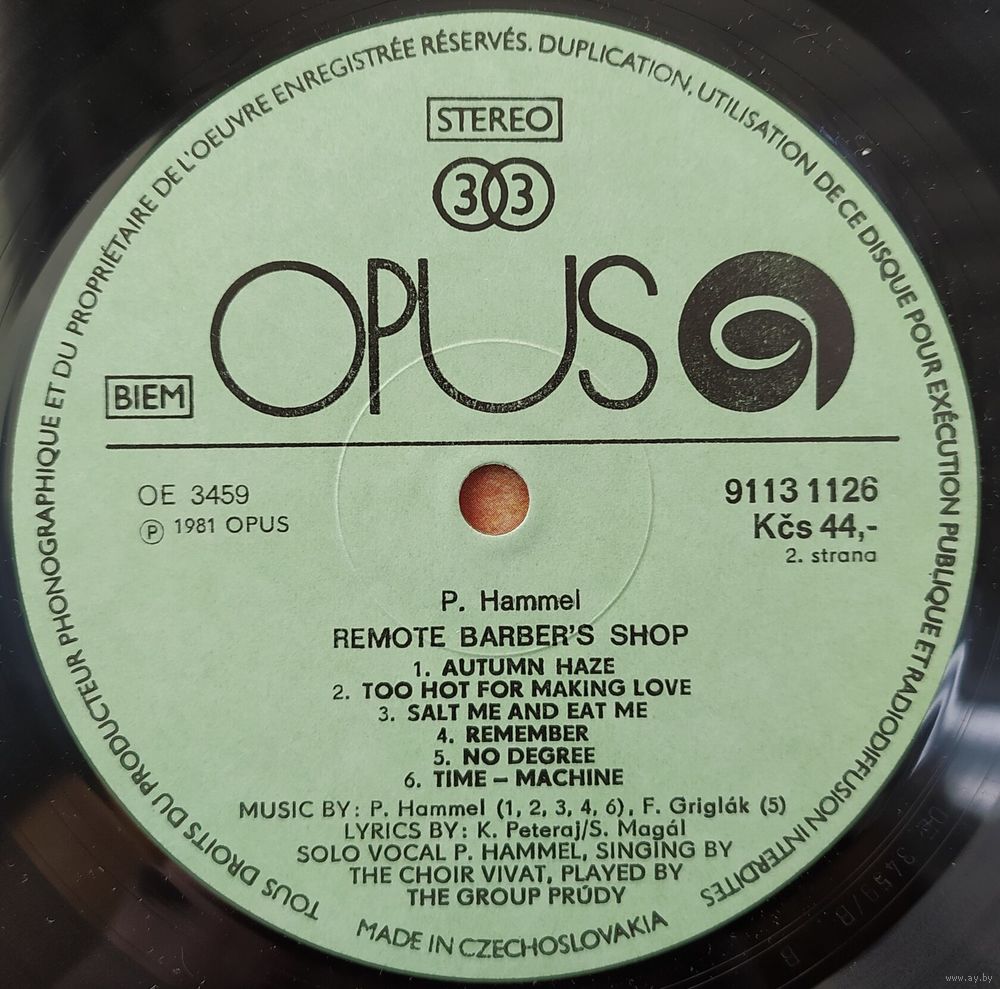 TOUS DROITS DU PRODUCTEUR PHONOGRAPHIQUE ET DU PROPRIÉTAIRE DE L'OEUVRE ENREGISTRÉE RÉSERVÉS. DUPLICATION, UTILISATION DE CE DISQUE POUR EXÉCUTION PUBLIQUE ET RADIODIFFUSION INTERDITES
STEREO
33
OPUS
BIEM
OE 3459
9113 1126
Ⓟ 1981 OPUS
Kčs 44,-
2. strana
P. Hammel
REMOTE BARBER'S SHOP
1. AUTUMN HAZE
2. TOO HOT FOR MAKING LOVE
3. SALT ME AND EAT ME
4. REMEMBER
5. NO DEGREE
6. TIME – MACHINE
MUSIC BY: P. Hammel (1, 2, 3, 4, 6), F. Griglák (5)
LYRICS BY: K. Peteraj/S. Magál
SOLO VOCAL P. HAMMEL, SINGING BY
THE CHOIR VIVAT, PLAYED BY
THE GROUP PRÚDY
MADE IN CZECHOSLOVAKIA
www.ay.by